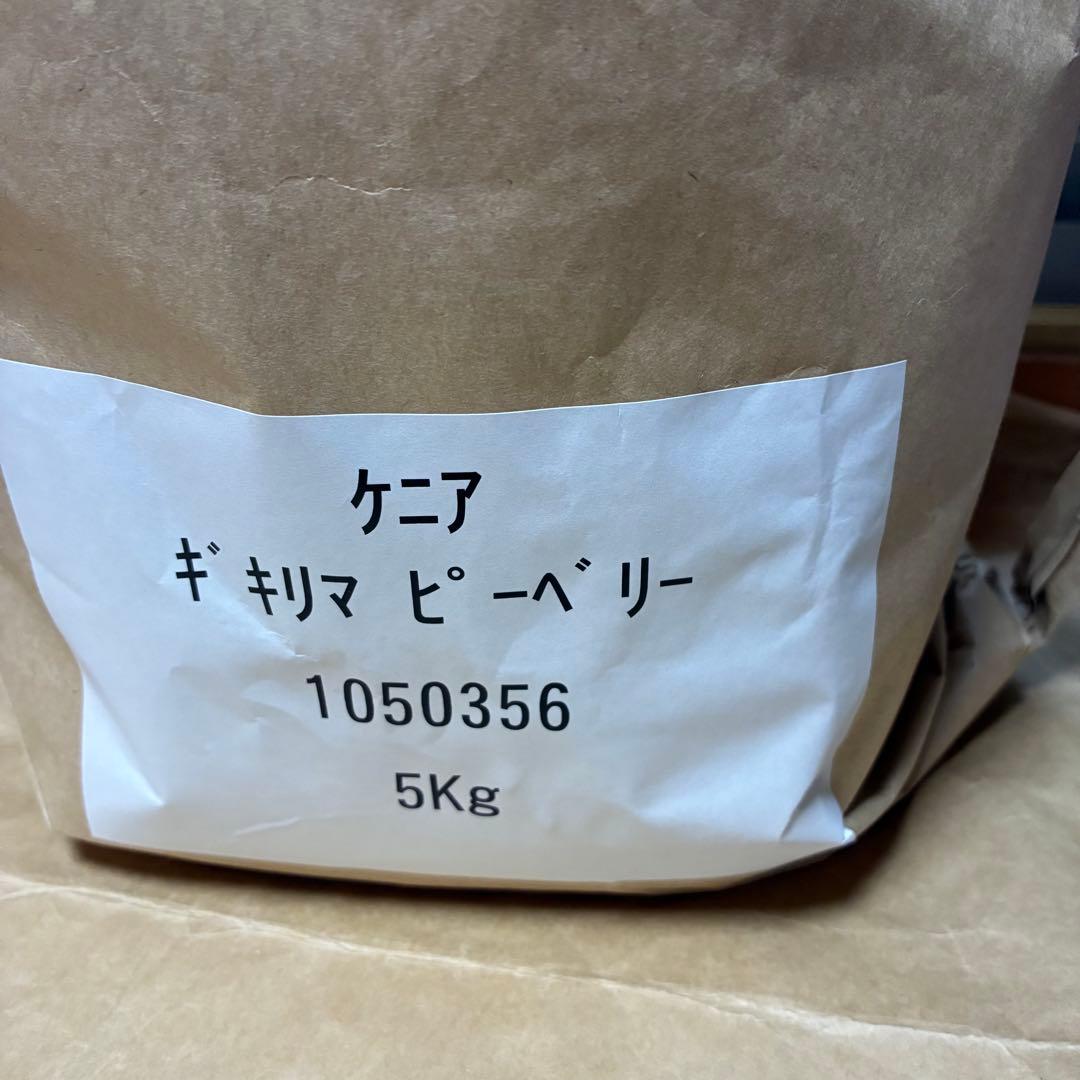 ｹﾆｱ
ｷﾞｷﾘﾏ ﾋﾟｰﾍﾞﾘｰ
1050356
5Kg